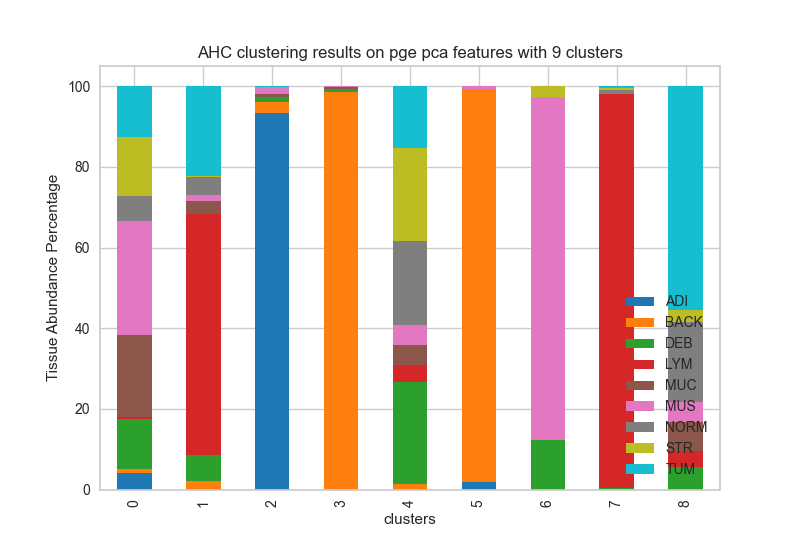 AHC clustering results on pge pca features with 9 clusters
Tissue Abundance Percentage
100
80
60
40
20
0
0 1 2 3 4 5 6 7 8
clusters
ADI
BACK
DEB
LYM
MUC
MUS
NORM
STR
TUM